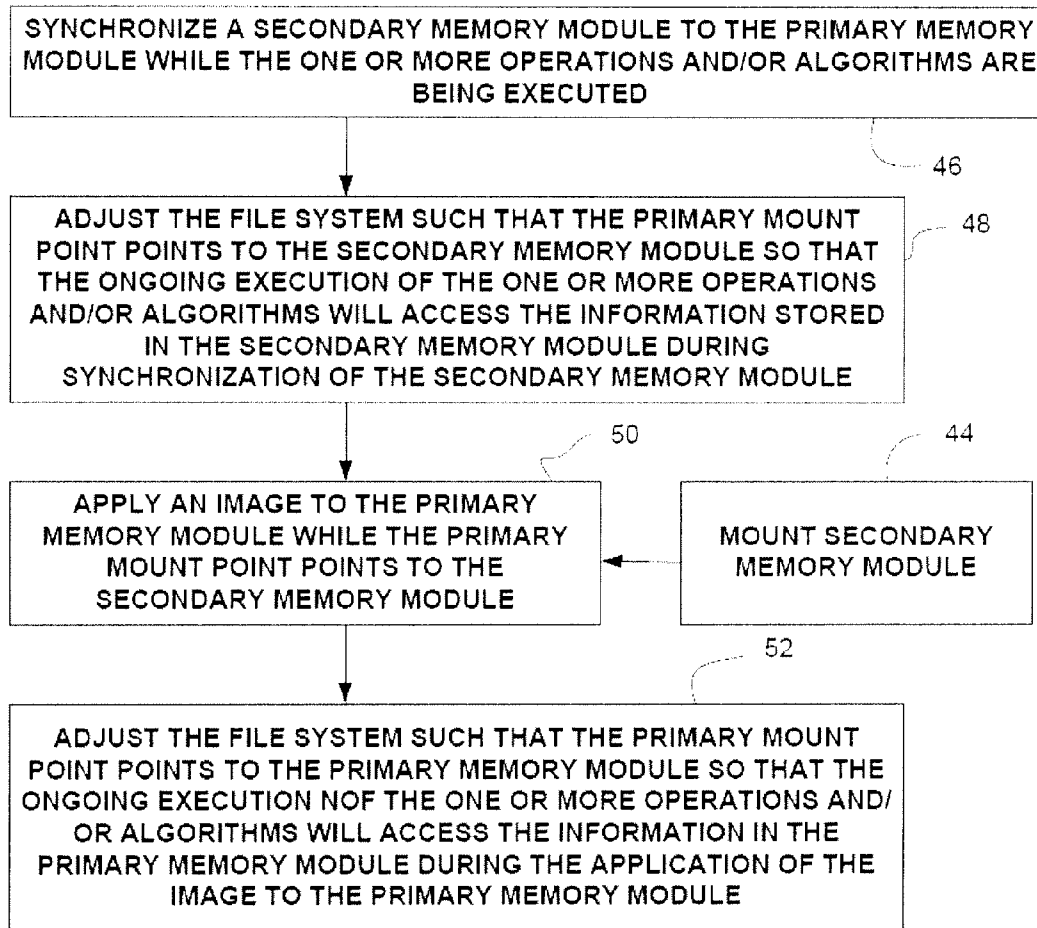 SYNCHRONIZE A SECONDARY MEMORY MODULE TO THE PRIMARY MEMORY
MODULE WHILE THE ONE OR MORE OPERATIONS AND/OR ALGORITHMS ARE
BEING EXECUTED
46
ADJUST THE FILE SYSTEM SUCH THAT THE PRIMARY MOUNT
POINT POINTS TO THE SECONDARY MEMORY MODULE SO THAT
THE ONGOING EXECUTION OF THE ONE OR MORE OPERATIONS
AND/OR ALGORITHMS WILL ACCESS THE INFORMATION STORED
IN THE SECONDARY MEMORY MODULE DURING
SYNCHRONIZATION OF THE SECONDARY MEMORY MODULE
48
50
APPLY AN IMAGE TO THE PRIMARY
MEMORY MODULE WHILE THE PRIMARY
MOUNT POINT POINTS TO THE
SECONDARY MEMORY MODULE
44
MOUNT SECONDARY
MEMORY MODULE
52
ADJUST THE FILE SYSTEM SUCH THAT THE PRIMARY MOUNT
POINT POINTS TO THE PRIMARY MEMORY MODULE SO THAT THE
ONGOING EXECUTION NOF THE ONE OR MORE OPERATIONS AND/
OR ALGORITHMS WILL ACCESS THE INFORMATION IN THE
PRIMARY MEMORY MODULE DURING THE APPLICATION OF THE
IMAGE TO THE PRIMARY MEMORY MODULE